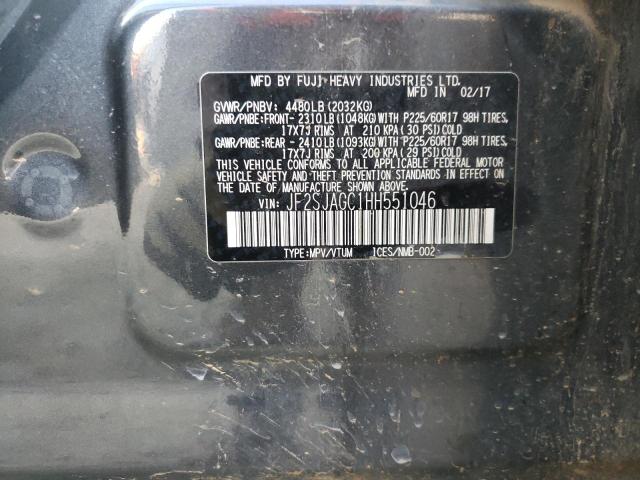 MFD BY FUJI HEAVY INDUSTRIES LTD.
MFD IN 02/17
GVWR/PNBV: 4480LB(2032KG)
GAWR/PNBE:FRONT-2310LB(1048KG)WITH P225/60R17 98H TIRES,
17X7J RIMS AT 210 KPA(30 PSI)COLD
GAWR/PNBE:REAR -2410LB(1093KG)WITH P225/60R17 98H TIRES,
17X7J RIMS AT 200 KPA(29 PSI)COLD
THIS VEHICLE CONFORMS TO ALL APPLICABLE FEDERAL MOTOR
VEHICLE SAFETY AND THEFT PREVENTION STANDARDS IN EFFECT
ON THE DATE OF MANUFACTURE SHOWN ABOVE.
VIN: JF2SJAGC1HH551046
TYPE:MPV/VTUM ICES/NMB-002